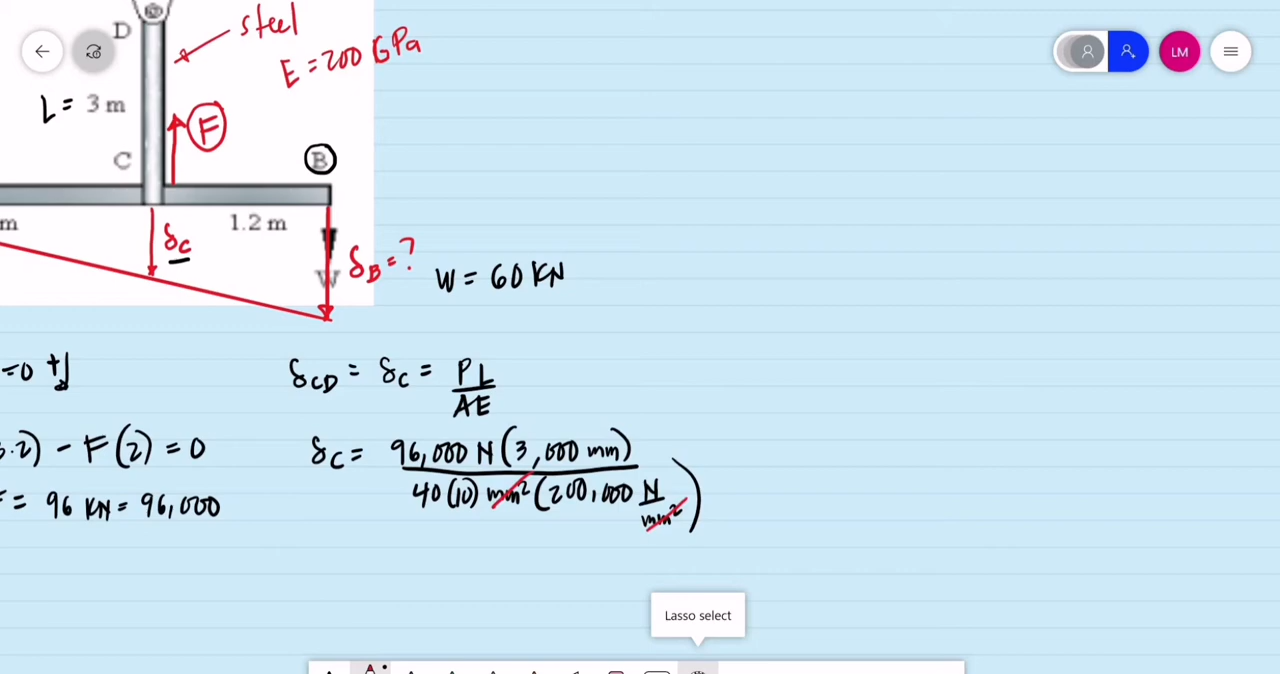 D
steel
E = 200 GPa
L = 3 m
F
C
B
m
1.2 m
δc
δB = ?
W
W = 60 KN
LM
=0 +↓
δCD = δC = PL
AE
.2) - F(2) = 0
δC = 96,000 N (3,000 mm)
40(10) mm² (200,000 N
mm²)
= 96 KN = 96,000
Lasso select